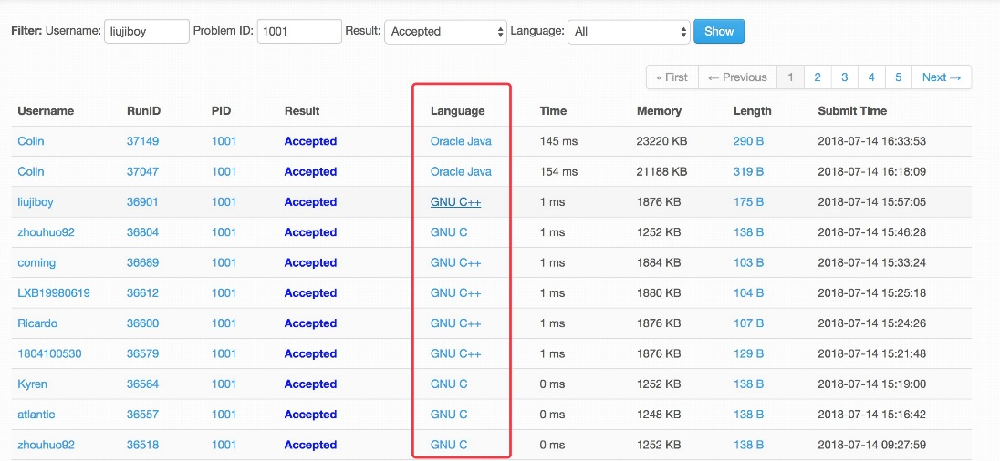 Filter: Username: liujiboy Problem ID: 1001 Result: Accepted Language: All Show
« First ← Previous 1 2 3 4 5 Next →
Username RunID PID Result Language Time Memory Length Submit Time
Colin 37149 1001 Accepted Oracle Java 145 ms 23220 KB 290 B 2018-07-14 16:33:53
Colin 37047 1001 Accepted Oracle Java 154 ms 21188 KB 319 B 2018-07-14 16:18:09
liujiboy 36901 1001 Accepted GNU C++ 1 ms 1876 KB 175 B 2018-07-14 15:57:05
zhouhuo92 36804 1001 Accepted GNU C 1 ms 1252 KB 138 B 2018-07-14 15:46:28
coming 36689 1001 Accepted GNU C++ 1 ms 1884 KB 103 B 2018-07-14 15:33:24
LXB19980619 36612 1001 Accepted GNU C++ 1 ms 1880 KB 104 B 2018-07-14 15:25:18
Ricardo 36600 1001 Accepted GNU C++ 1 ms 1876 KB 107 B 2018-07-14 15:24:26
1804100530 36579 1001 Accepted GNU C++ 1 ms 1876 KB 129 B 2018-07-14 15:21:48
Kyren 36564 1001 Accepted GNU C 0 ms 1252 KB 138 B 2018-07-14 15:19:00
atlantic 36557 1001 Accepted GNU C 0 ms 1248 KB 138 B 2018-07-14 15:16:42
zhouhuo92 36518 1001 Accepted GNU C 0 ms 1252 KB 138 B 2018-07-14 09:27:59